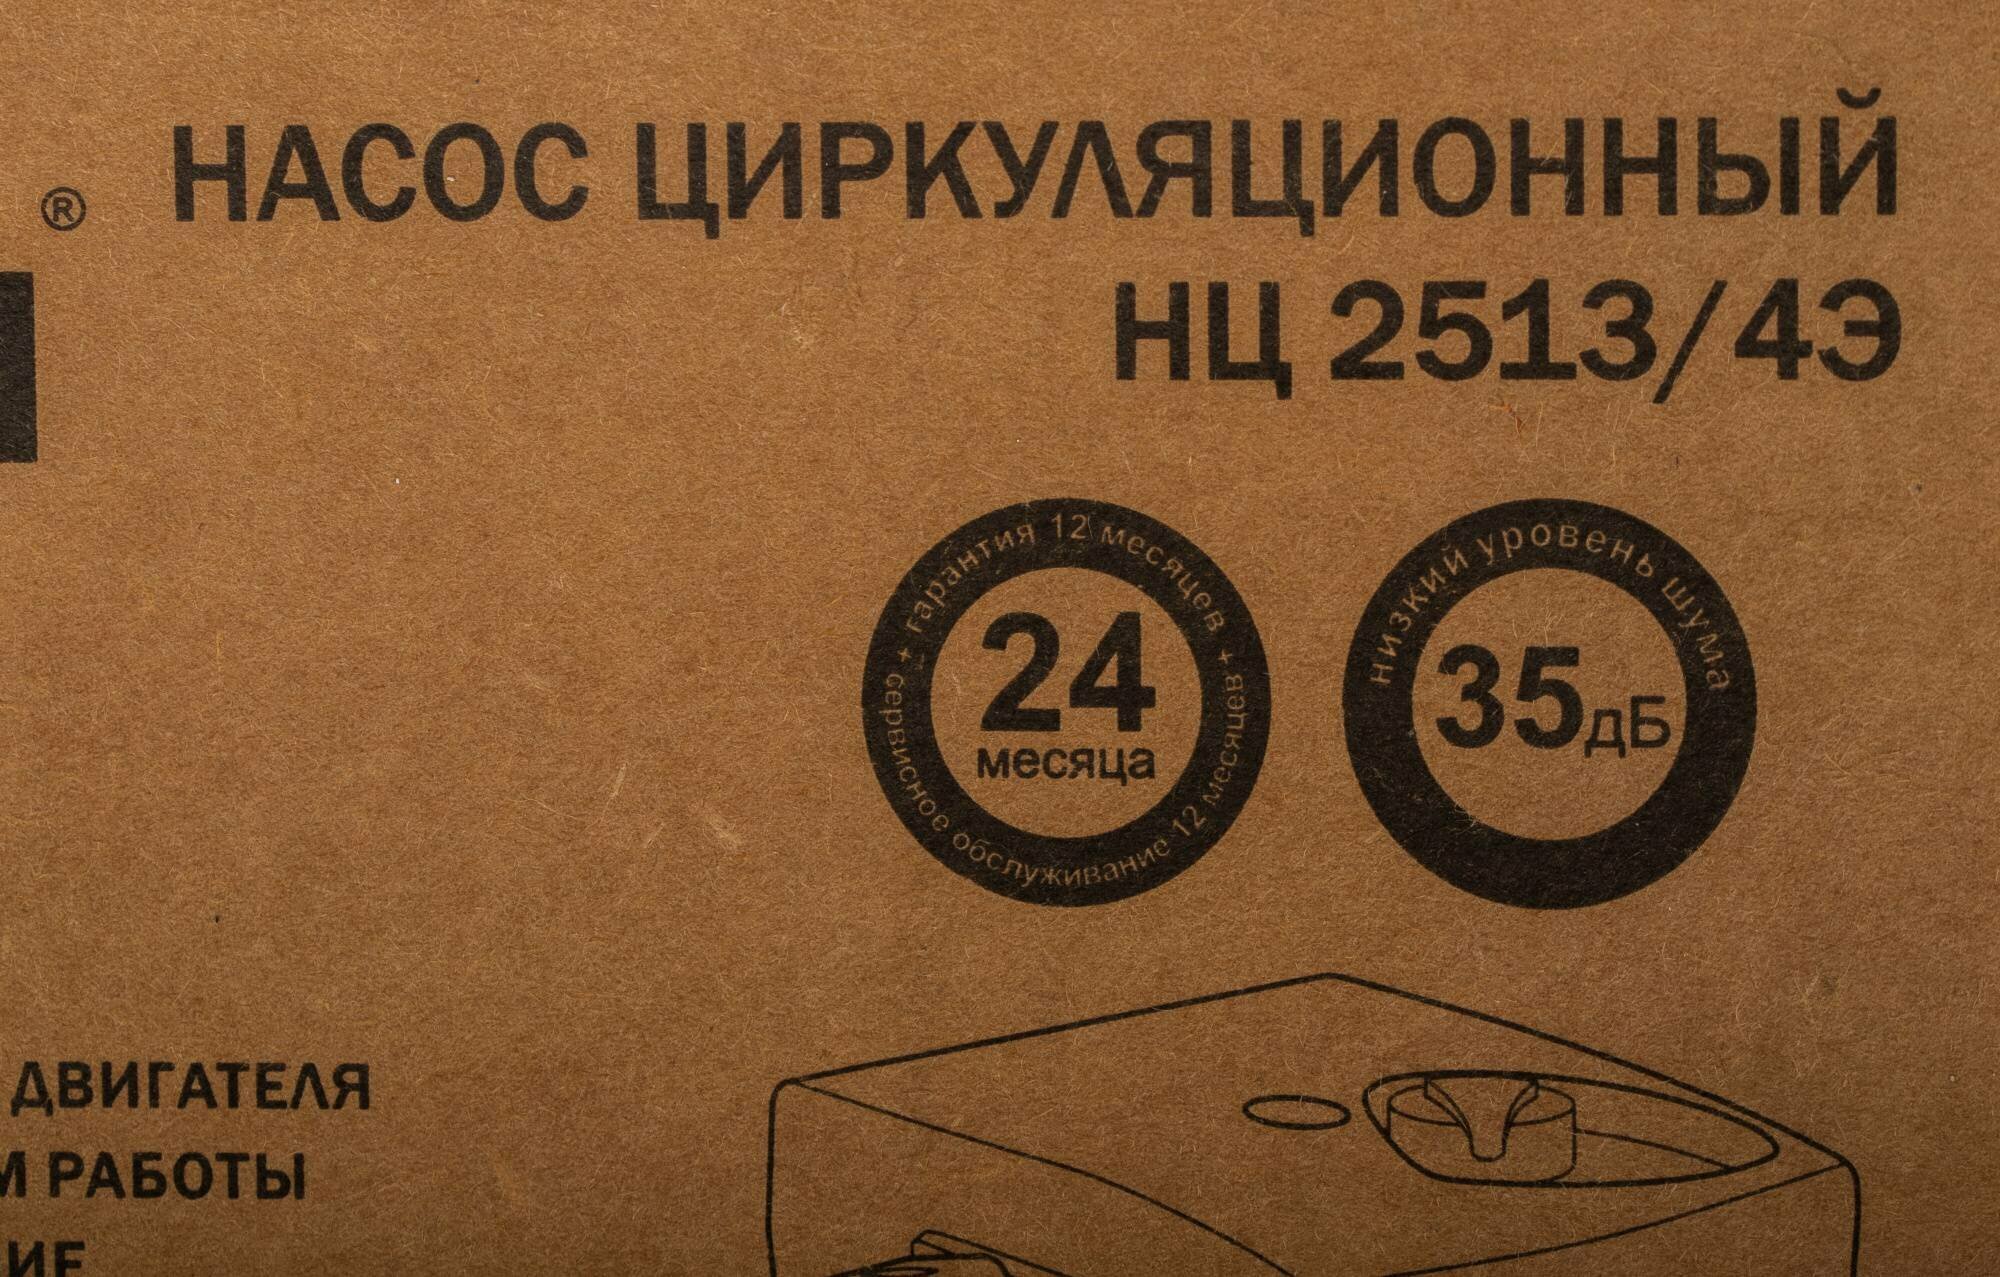 ®
НАСОС ЦИРКУЛЯЦИОННЫЙ
НЦ 2513/4Э
+ гарантия 12 месяцев +
сервисное обслуживание 12 месяцев
24
месяца
низкий уровень шума
35дБ
ДВИГАТЕЛЯ
РАБОТЫ